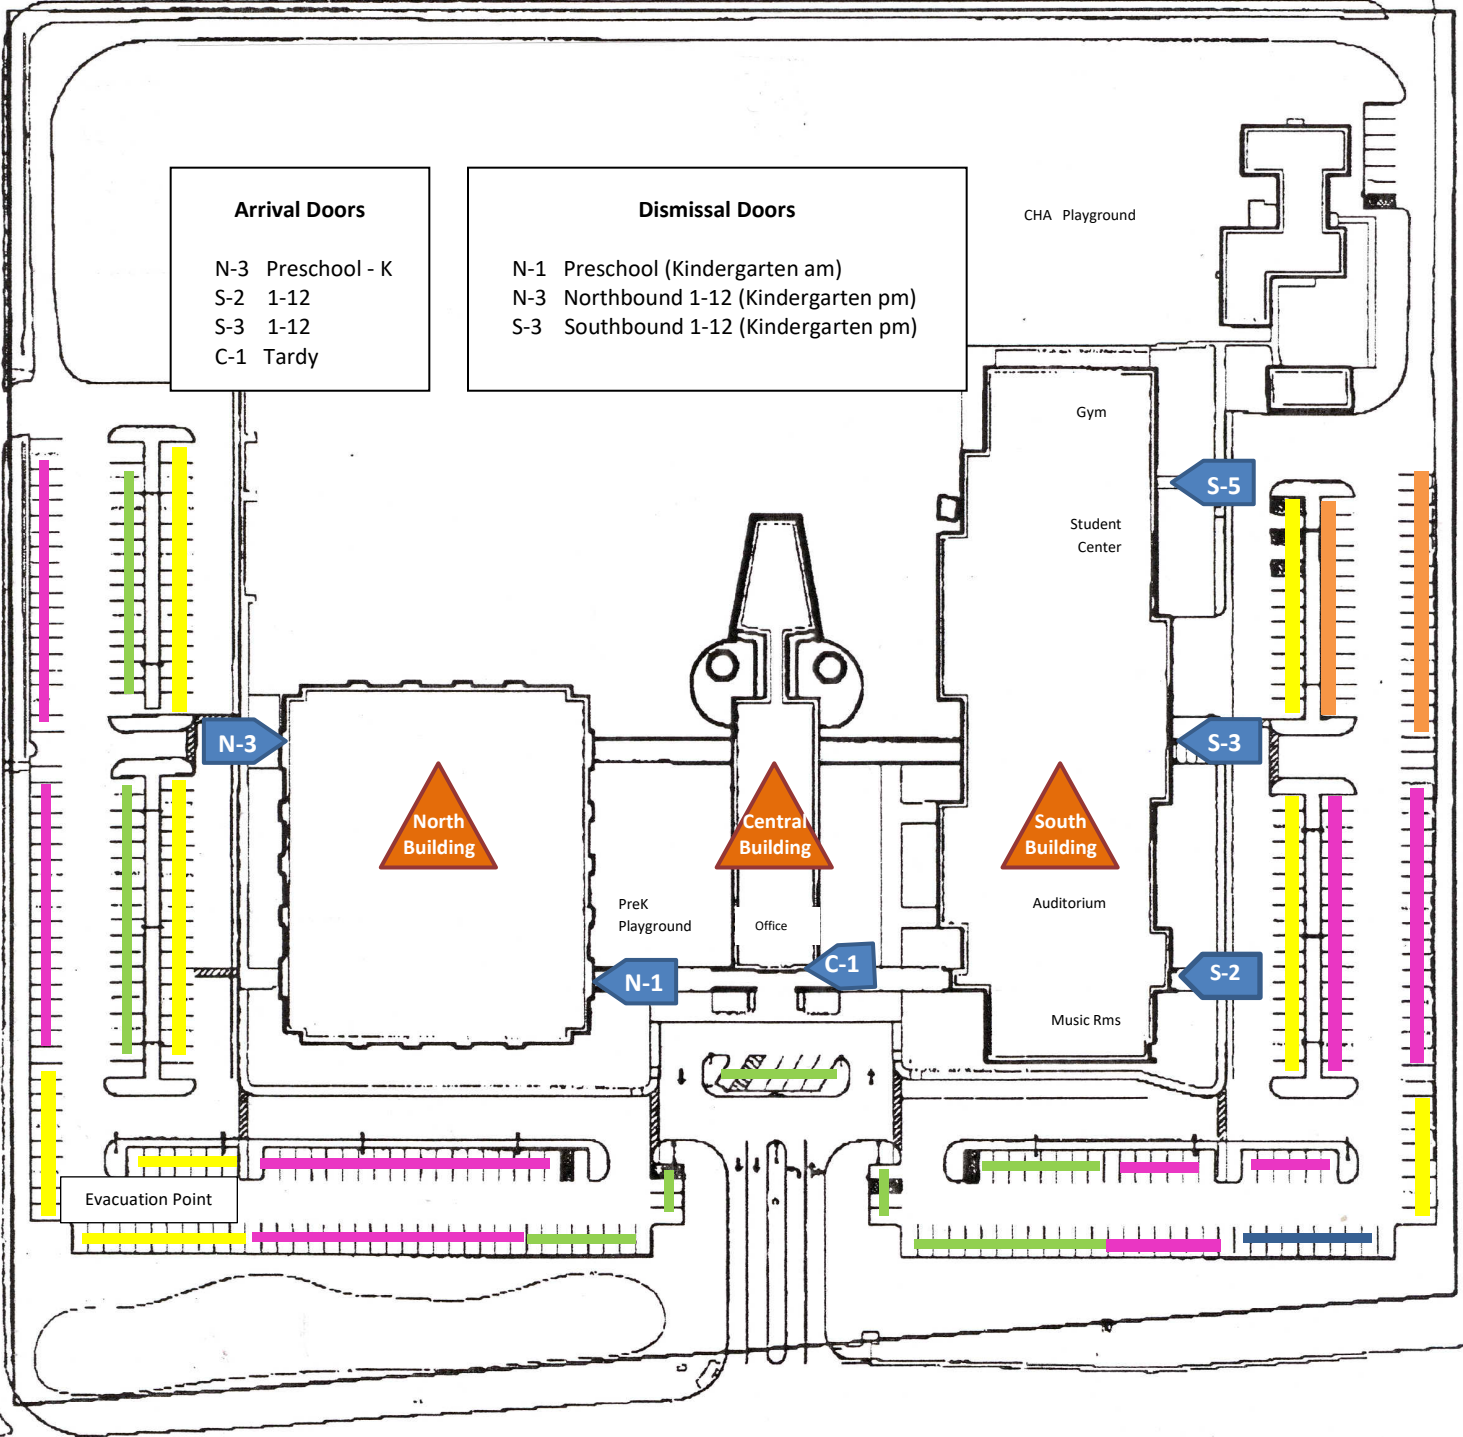 Arrival Doors
N-3 Preschool - K
S-2 1-12
S-3 1-12
C-1 Tardy
Dismissal Doors
N-1 Preschool (Kindergarten am)
N-3 Northbound 1-12 (Kindergarten pm)
S-3 Southbound 1-12 (Kindergarten pm)
CHA Playground
Gym
S-5
Student
Center
N-3
S-3
North
Building
Central
Building
South
Building
PreK
Playground
Office
Auditorium
N-1
C-1
S-2
Music Rms
Evacuation Point